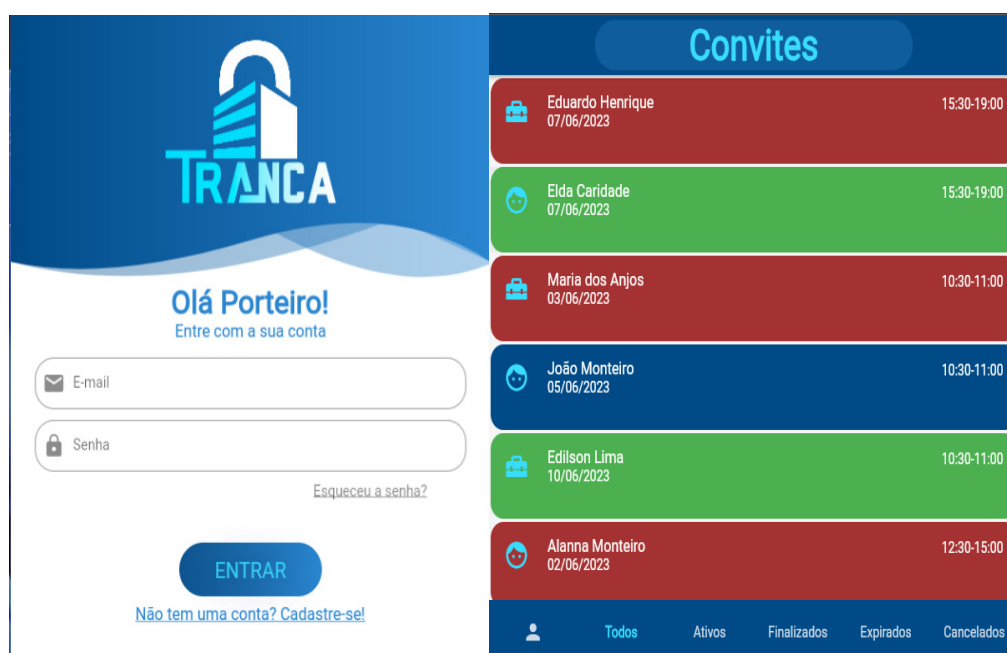 TRANCA
Olá Porteiro!
Entre com a sua conta
E-mail
Senha
Esqueceu a senha?
ENTRAR
Não tem uma conta? Cadastre-se!
Convites
Eduardo Henrique
15:30-19:00
07/06/2023
Elda Caridade
15:30-19:00
07/06/2023
Maria dos Anjos
10:30-11:00
03/06/2023
João Monteiro
10:30-11:00
05/06/2023
Edilson Lima
10:30-11:00
10/06/2023
Alanna Monteiro
12:30-15:00
02/06/2023
Todos Ativos Finalizados Expirados Cancelados